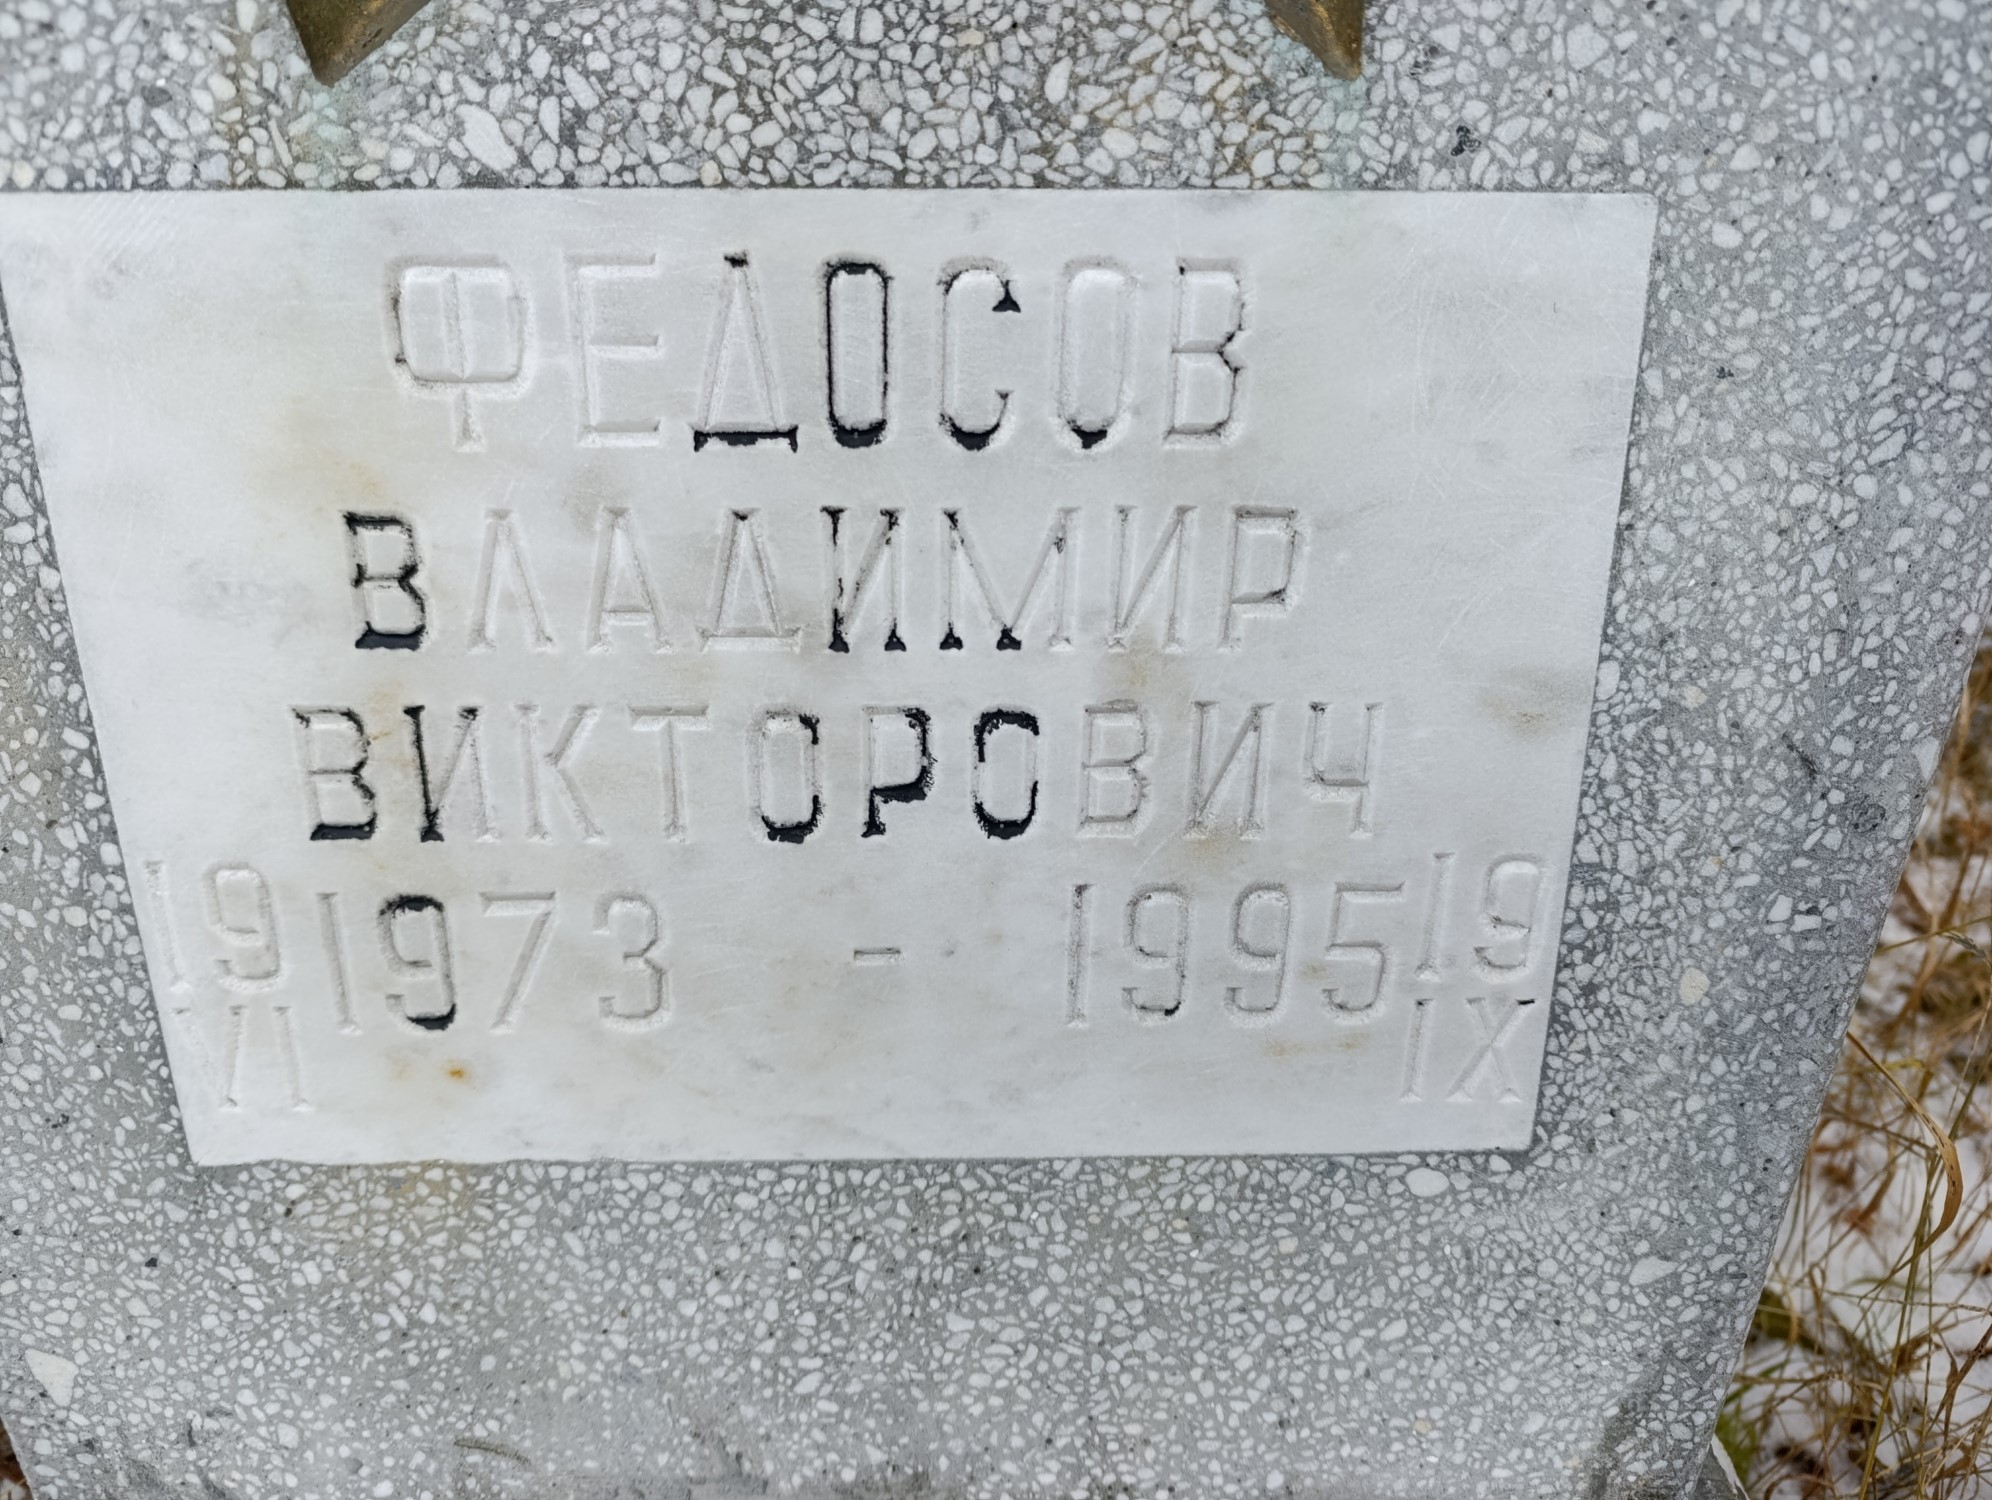 ФЕДОСОВ
ВЛАДИМИР
ВИКТОРОВИЧ
19 1973 - 1995 19
VI IX